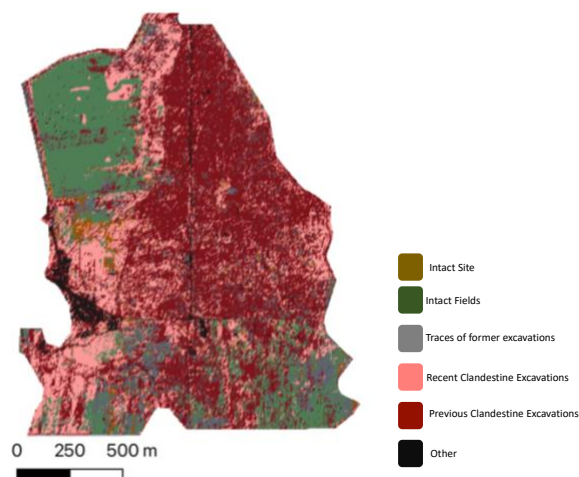 Intact Site
Intact Fields
Traces of former excavations
Recent Clandestine Excavations
Previous Clandestine Excavations
Other
0 250 500 m